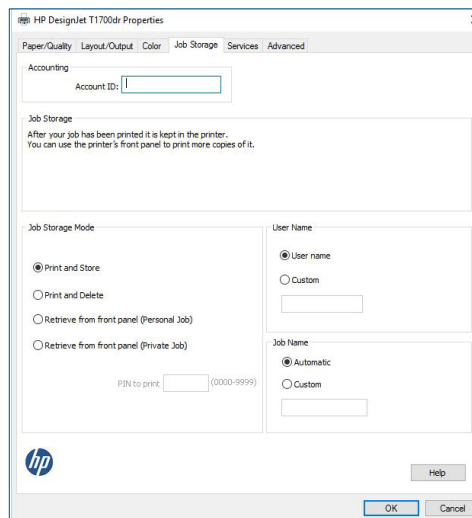 HP DesignJet T1700dr Properties
Paper/Quality Layout/Output Color Job Storage Services Advanced
Accounting
Account ID:
Job Storage
After your job has been printed it is kept in the printer.
You can use the printer's front panel to print more copies of it.
Job Storage Mode
Print and Store
Print and Delete
Retrieve from front panel (Personal Job)
Retrieve from front panel (Private Job)
PIN to print (0000-9999)
User Name
User name
Custom
Job Name
Automatic
Custom
hp
Help
OK Cancel